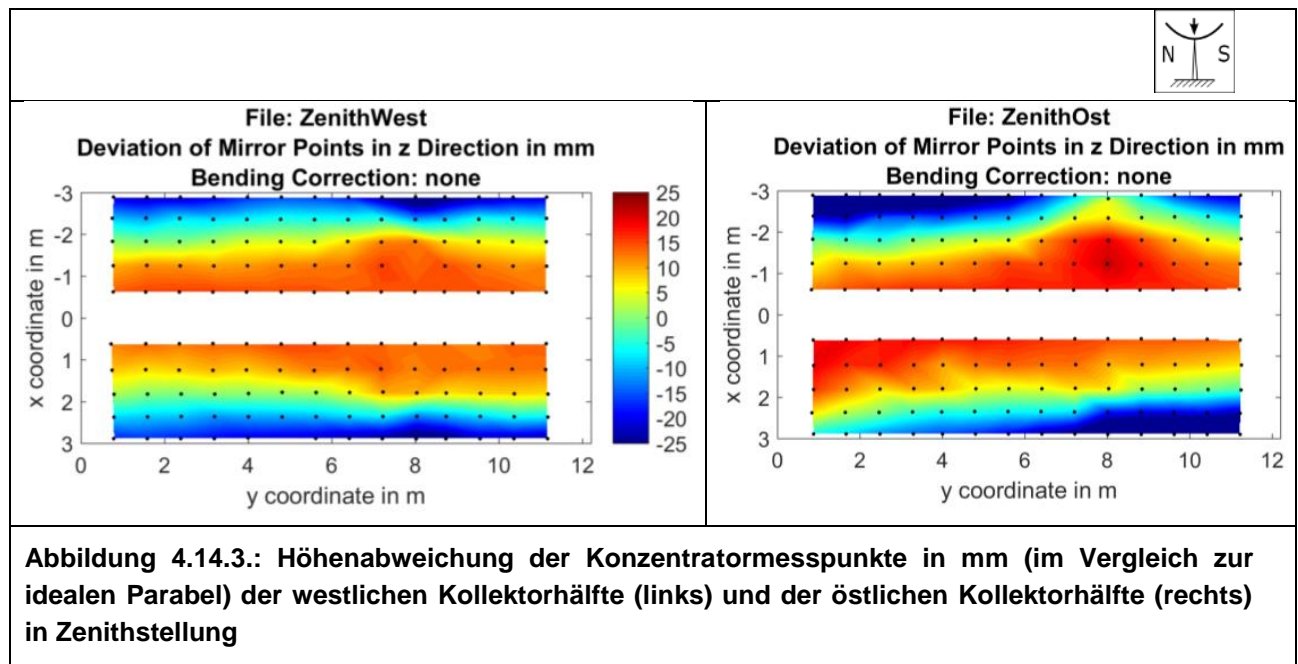 N S
File: ZenithWest
Deviation of Mirror Points in z Direction in mm
Bending Correction: none
-3
-2
-1
0
1
2
3
x coordinate in m
0 2 4 6 8 10 12
y coordinate in m
25
20
15
10
5
0
-5
-10
-15
-20
-25
File: ZenithOst
Deviation of Mirror Points in z Direction in mm
Bending Correction: none
-3
-2
-1
0
1
2
3
x coordinate in m
0 2 4 6 8 10 12
y coordinate in m
Abbildung 4.14.3.: Höhenabweichung der Konzentratormesspunkte in mm (im Vergleich zur
idealen Parabel) der westlichen Kollektorhälfte (links) und der östlichen Kollektorhälfte (rechts)
in Zenithstellung